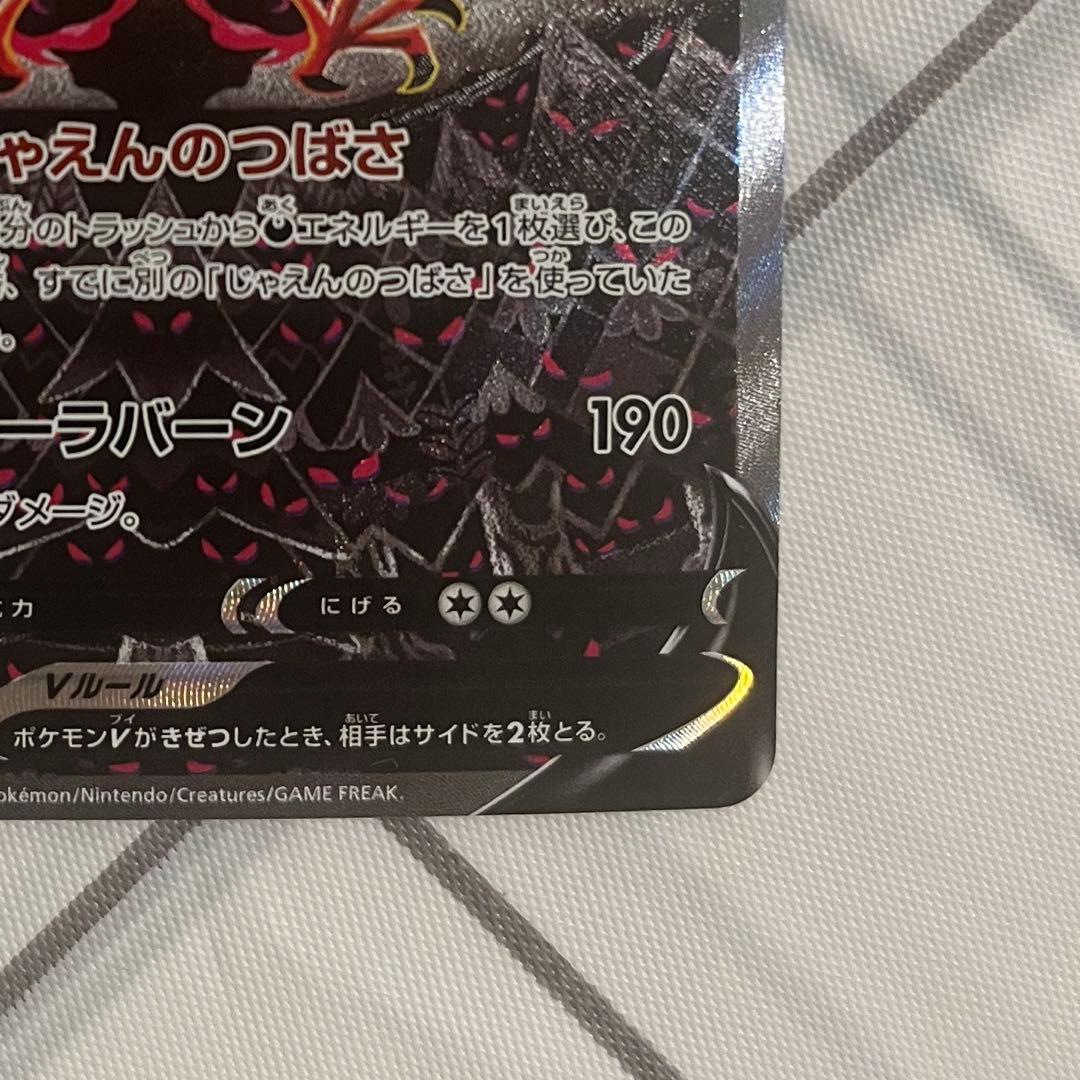 ゃえんのつばさ
分のトラッシュからエネルギーを1枚選び、この
、すでに別の「じゃえんのつばさ」を使っていた
。
ーラバーン 190
ダメージ。
力 にげる
Vルール
ポケモンVがきぜつしたとき、相手はサイドを2枚とる。
okémon/Nintendo/Creatures/GAME FREAK.